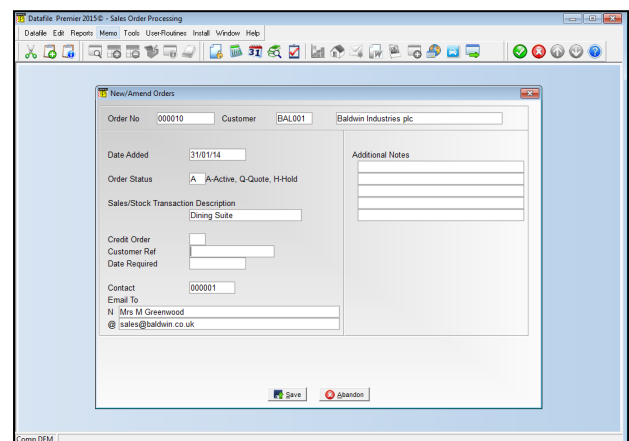 Datafile Premier 2015© - Sales Order Processing
Datafile Edit Reports Memo Tools User-Routines Install Window Help
31
New/Amend Orders
Order No 000010 Customer BAL001 Baldwin Industries plc
Date Added 31/01/14 Additional Notes
Order Status A A-Active, Q-Quote, H-Hold
Sales/Stock Transaction Description
Dining Suite
Credit Order
Customer Ref
Date Required
Contact 000001
Email To
N Mrs M Greenwood
@ sales@baldwin.co.uk
Save Abandon
Comp DEM